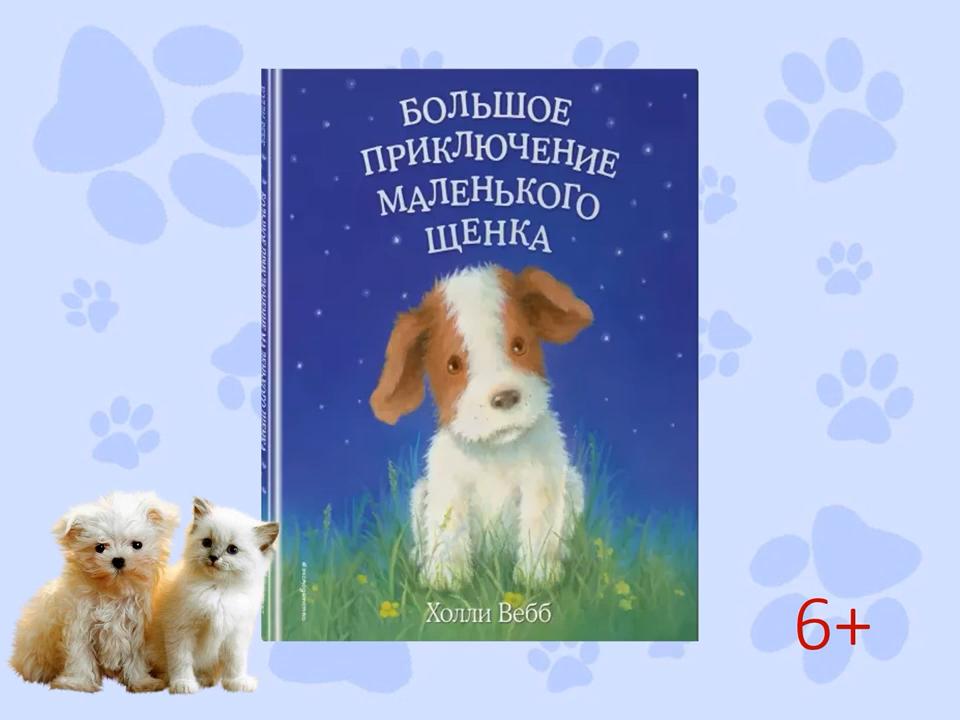 БОЛЬШОЕ
ПРИКЛЮЧЕНИЕ
МАЛЕНЬКОГО
ЩЕНКА
Холли Вебб
6+